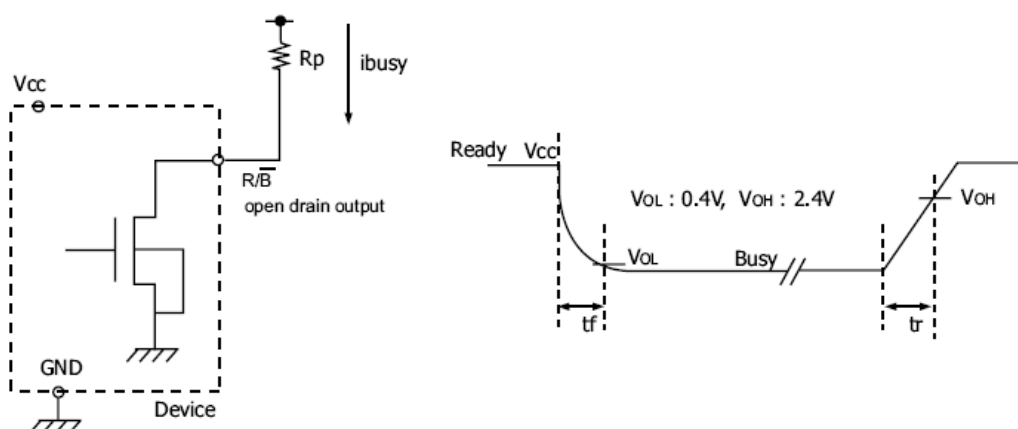 Rp
ibusy
Vcc
R/B̅
open drain output
GND
Device
Ready Vcc
VOL : 0.4V, VOH : 2.4V
VOH
VOL
Busy
tf
tr